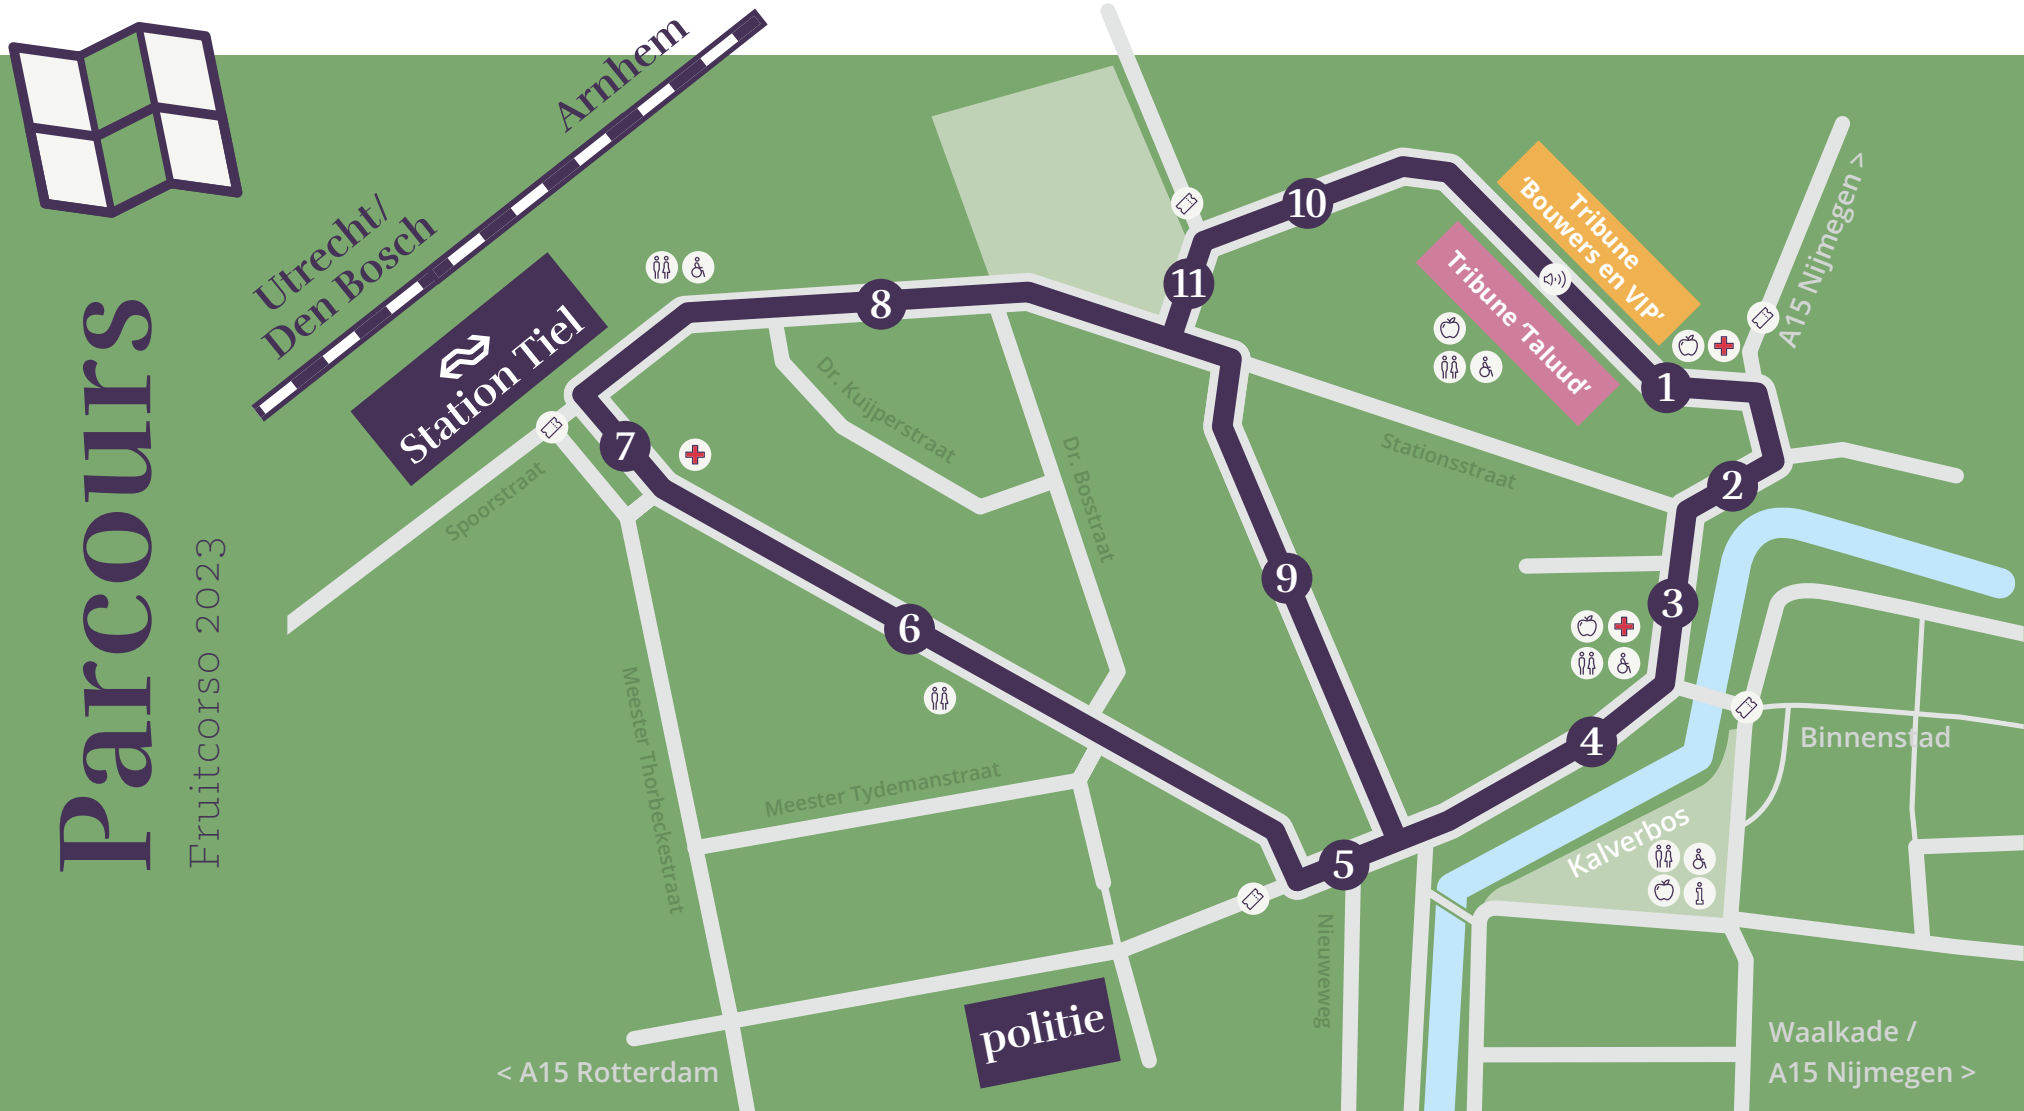 Parcours
Fruitcorso 2023
Utrecht/
Den Bosch
Arnhem
Station Tiel
Tribune
‘Bouwers en VIP’
Tribune ‘Taluud’
A15 Nijmegen >
10
11
8
1
7
2
9
3
6
4
5
Dr. Kuijperstraat
Dr. Bosstraat
Stationsstraat
Spoorstraat
Meester Thorbeckestraat
Meester Tydemanstraat
Nieuweweg
Binnenstad
Kalverbos
politie
< A15 Rotterdam
Waalkade /
A15 Nijmegen >